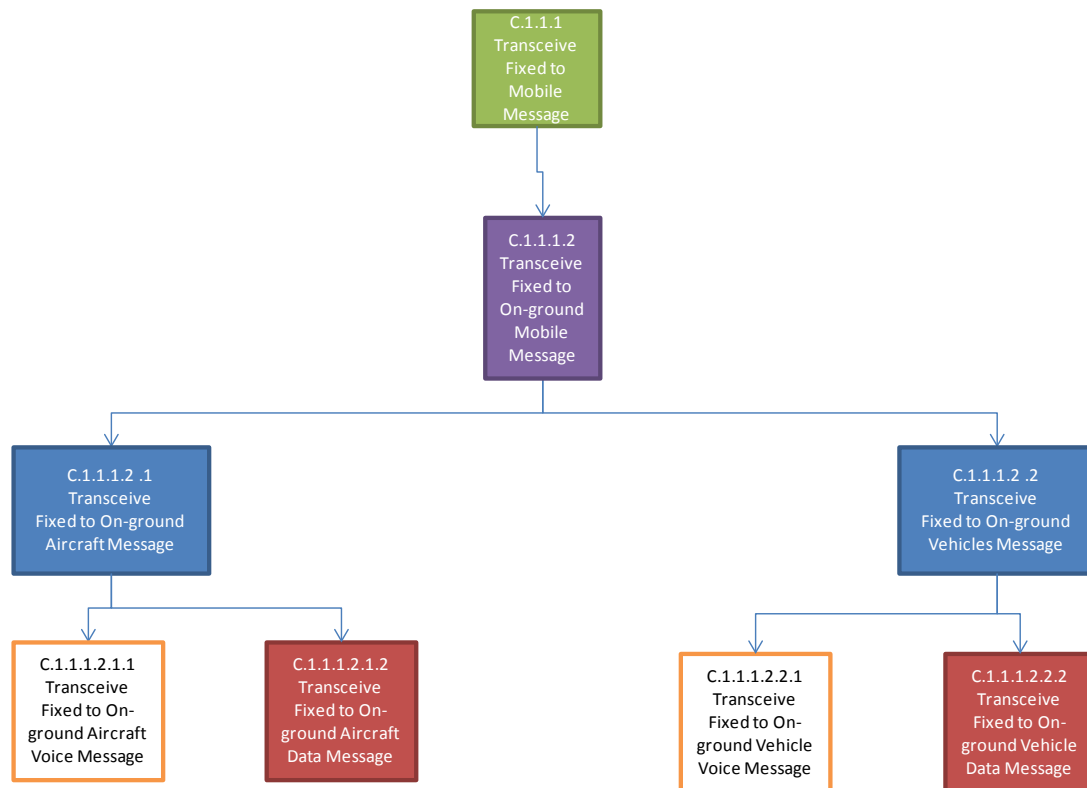 C.1.1.1
Transceive
Fixed to
Mobile
Message
C.1.1.1.2
Transceive
Fixed to
On-ground
Mobile
Message
C.1.1.1.2 .1
Transceive
Fixed to On-ground
Aircraft Message
C.1.1.1.2 .2
Transceive
Fixed to On-ground
Vehicles Message
C.1.1.1.2.1.1
Transceive
Fixed to On-
ground Aircraft
Voice Message
C.1.1.1.2.1.2
Transceive
Fixed to On-
ground Aircraft
Data Message
C.1.1.1.2.2.1
Transceive
Fixed to On-
ground Vehicle
Voice Message
C.1.1.1.2.2.2
Transceive
Fixed to On-
ground Vehicle
Data Message